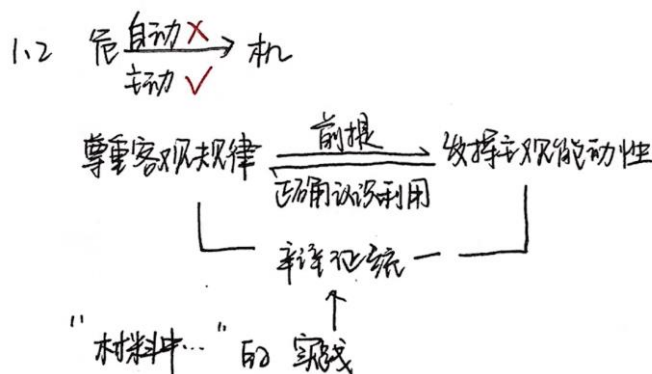 1.2 危 自动 × → 机
主动 ✓
尊重客观规律 前提 发挥主观能动性
正确认识利用
辩证统一
"材料中…"的 实践